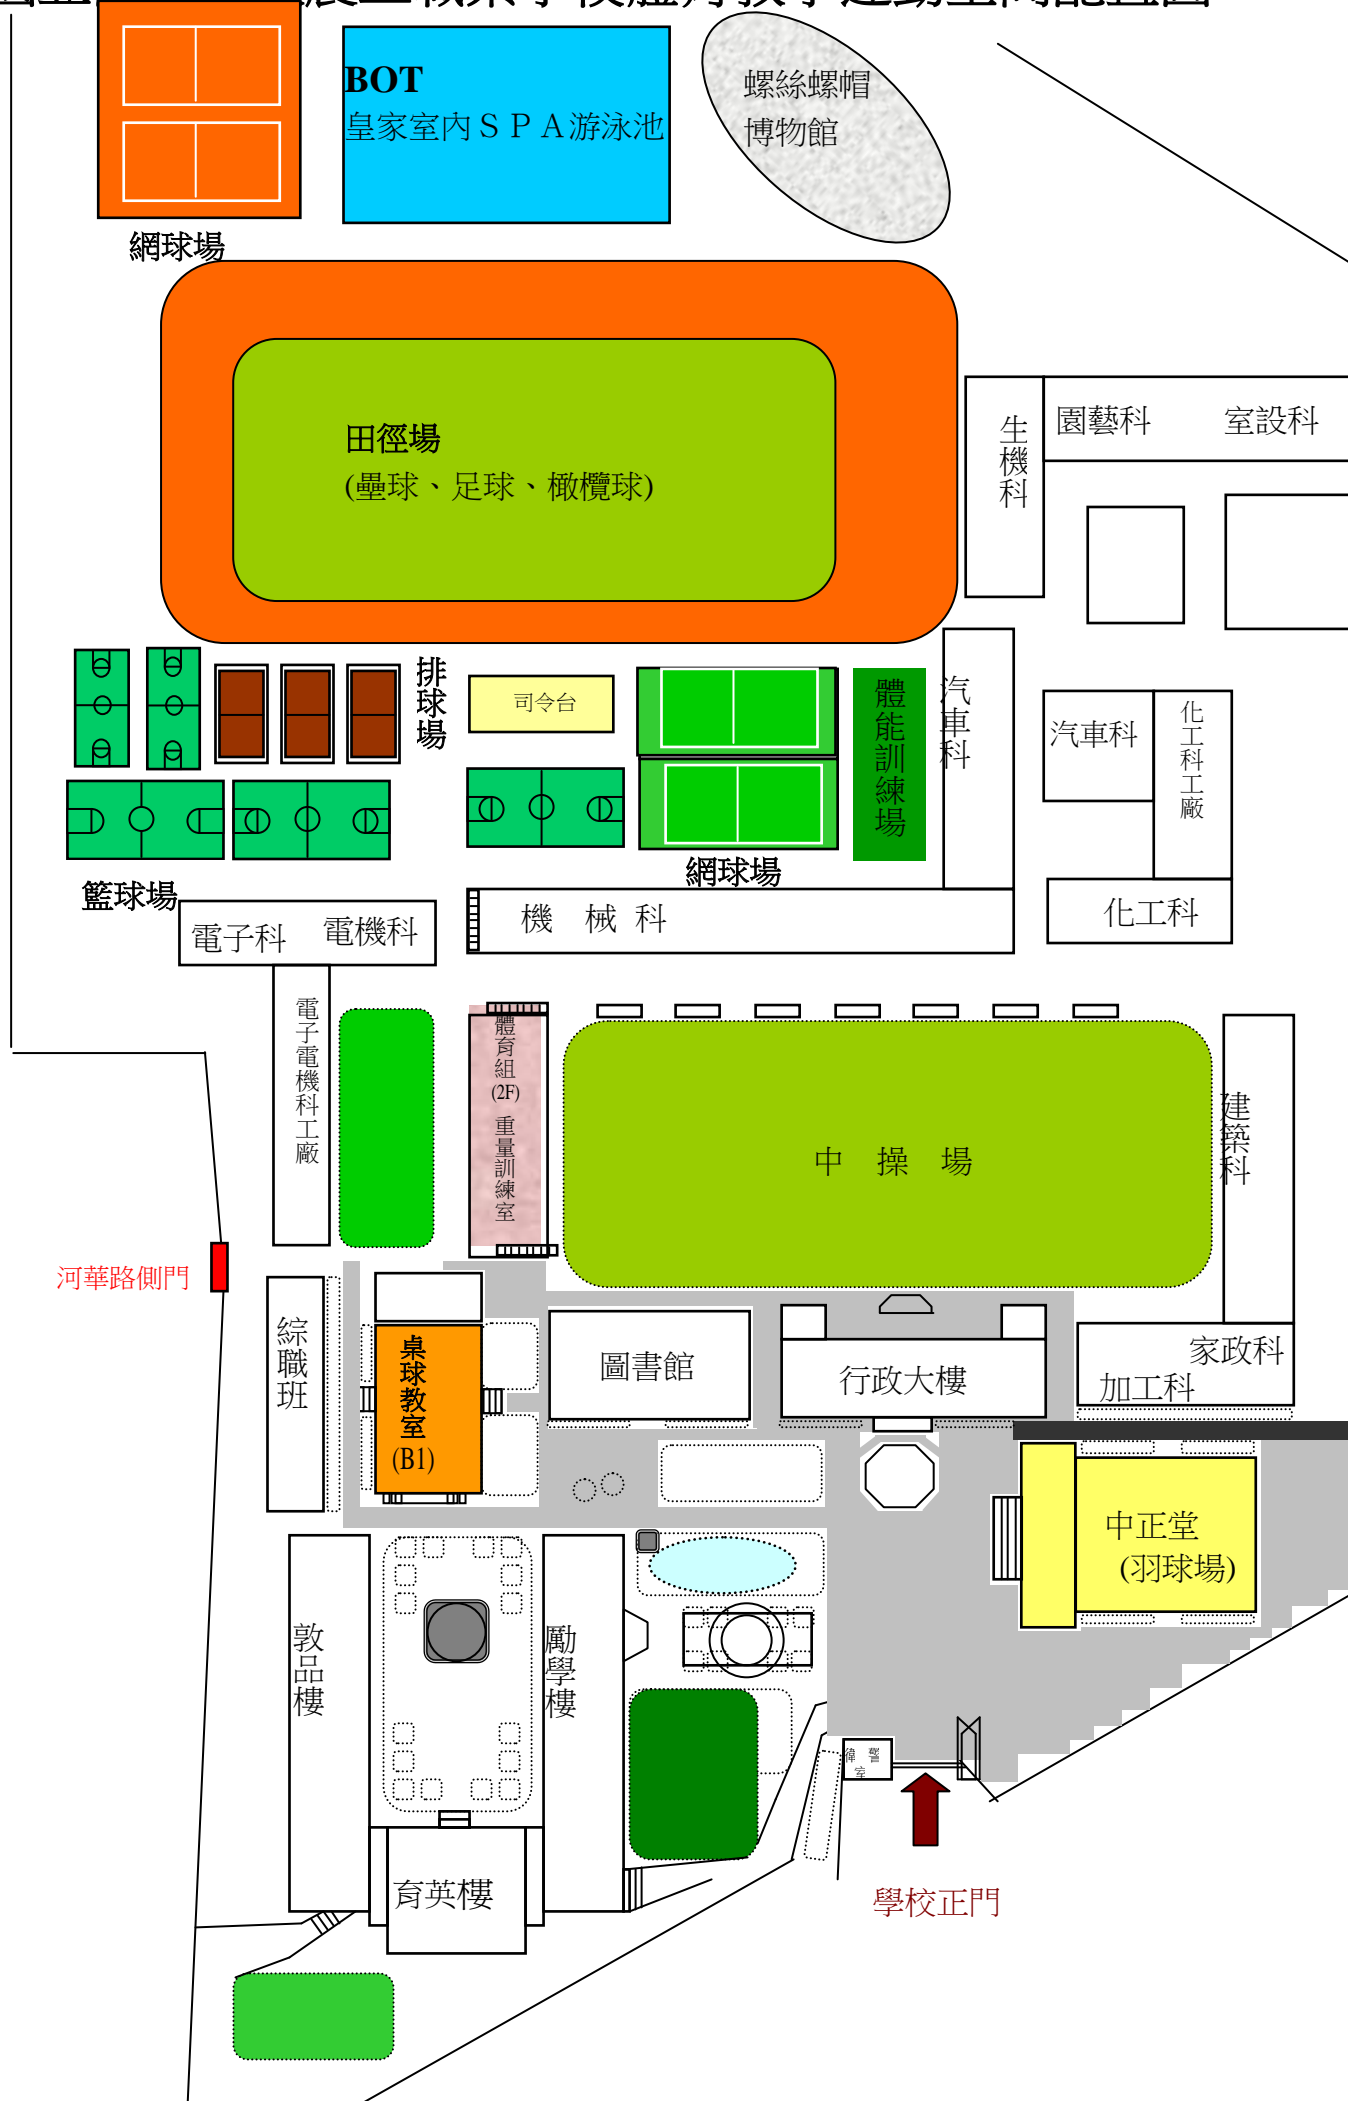 BOT
皇家室內ＳＰＡ游泳池
螺絲螺帽
博物館
網球場
田徑場
(壘球、足球、橄欖球)
生機科
園藝科
室設科
排球場
司令台
體能訓練場
汽車科
汽車科
化工科工廠
網球場
籃球場
電子科
電機科
機 械 科
化工科
電子電機科工廠
體育組
(2F)
重量訓練室
中 操 場
建築科
河華路側門
綜職班
桌球教室
(B1)
圖書館
行政大樓
家政科
加工科
中正堂
(羽球場)
敦品樓
勵學樓
育英樓
學校正門